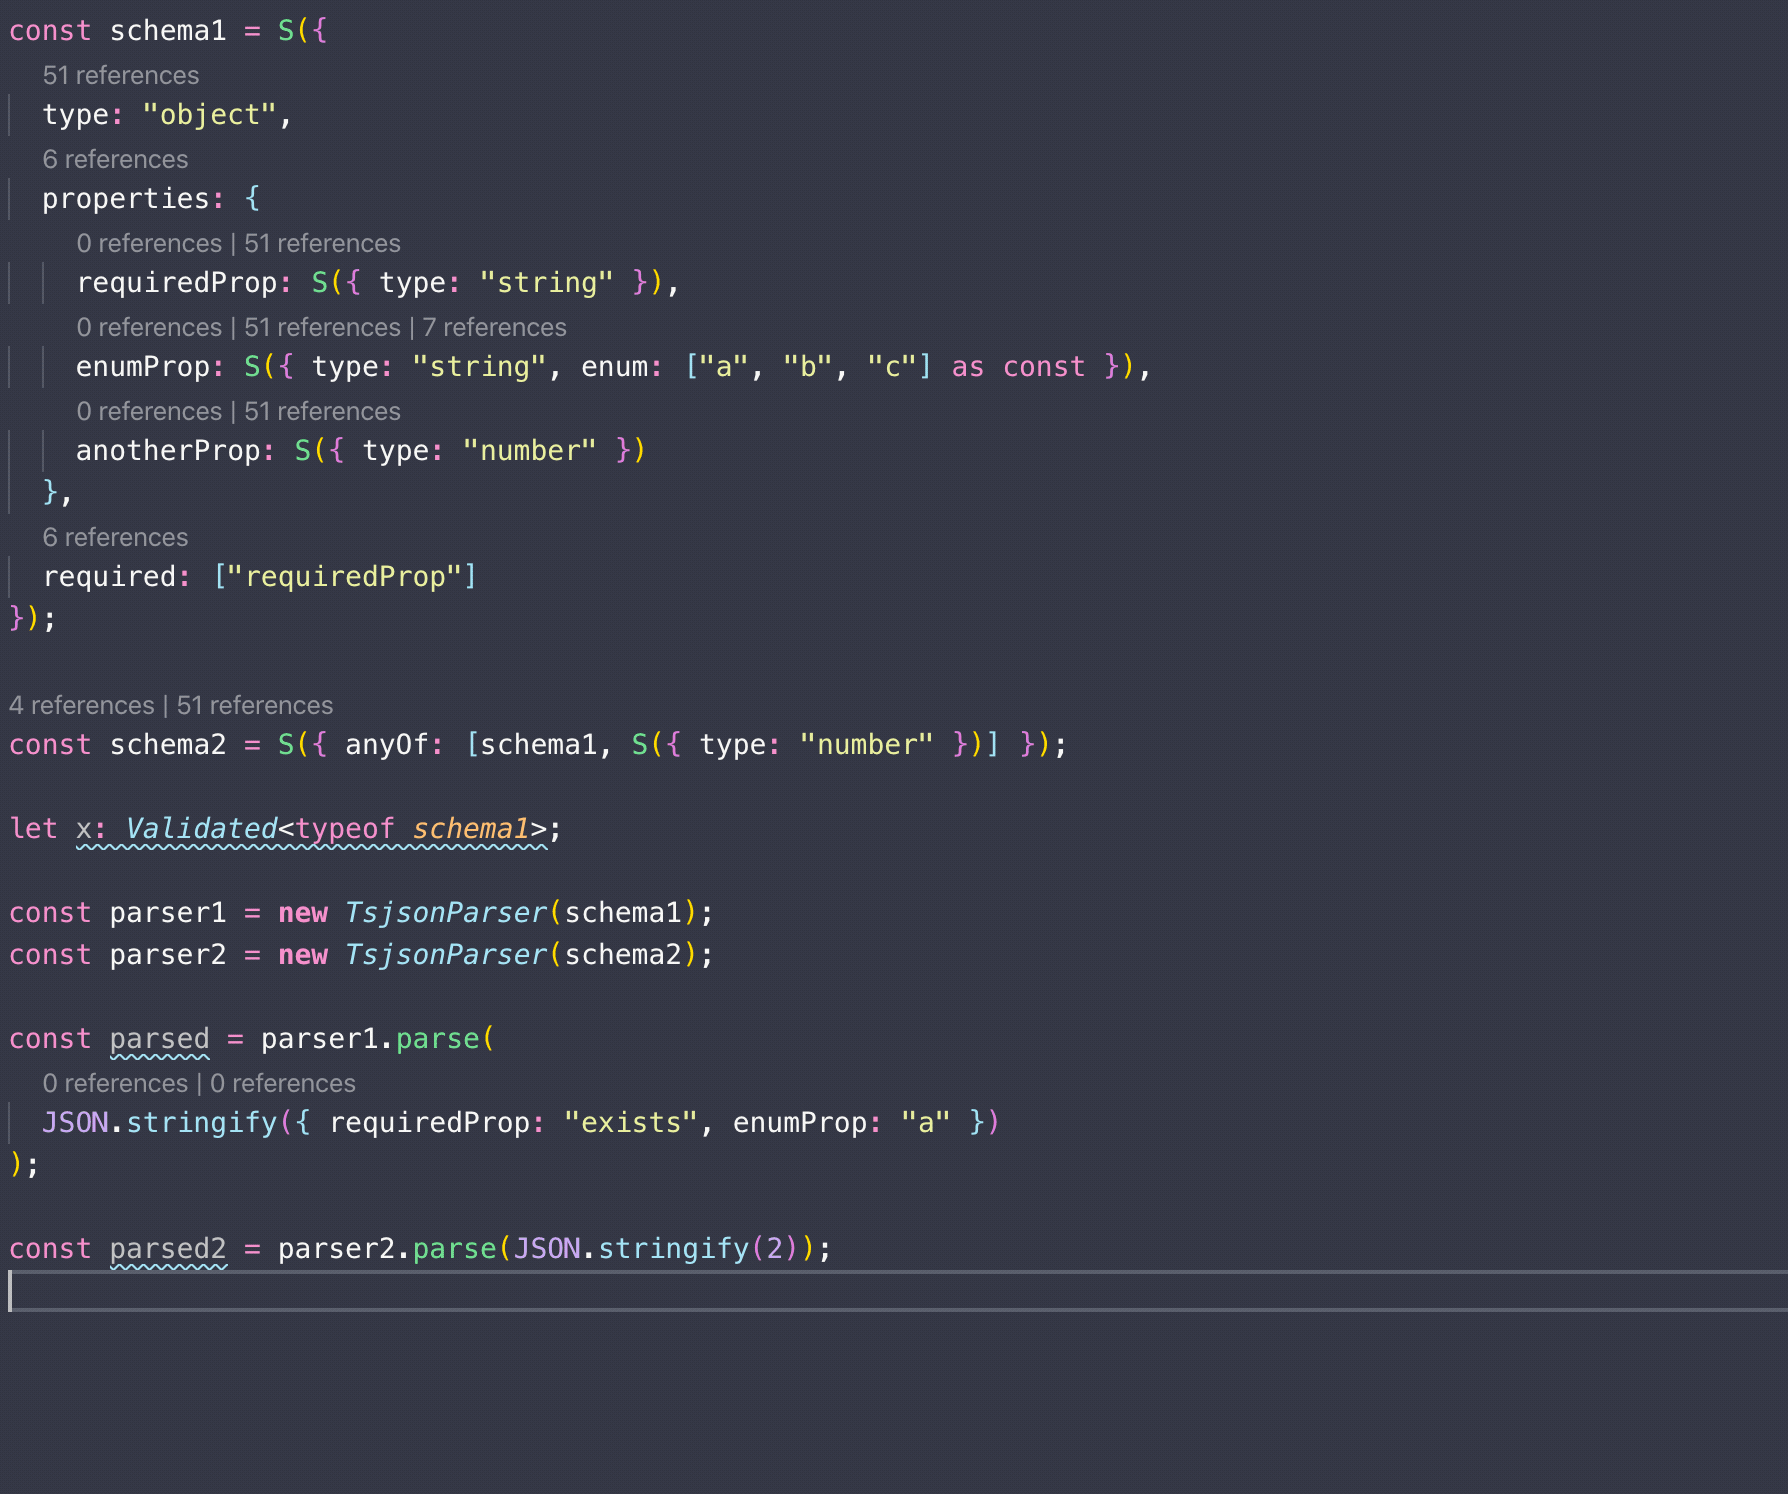 const schema1 = S({
51 references
type: "object",
6 references
properties: {
0 references | 51 references
requiredProp: S({ type: "string" }),
0 references | 51 references | 7 references
enumProp: S({ type: "string", enum: ["a", "b", "c"] as const }),
0 references | 51 references
anotherProp: S({ type: "number" })
},
6 references
required: ["requiredProp"]
});
4 references | 51 references
const schema2 = S({ anyOf: [schema1, S({ type: "number" })] });
let x: Validated<typeof schema1>;
const parser1 = new TsjsonParser(schema1);
const parser2 = new TsjsonParser(schema2);
const parsed = parser1.parse(
0 references | 0 references
JSON.stringify({ requiredProp: "exists", enumProp: "a" })
);
const parsed2 = parser2.parse(JSON.stringify(2));